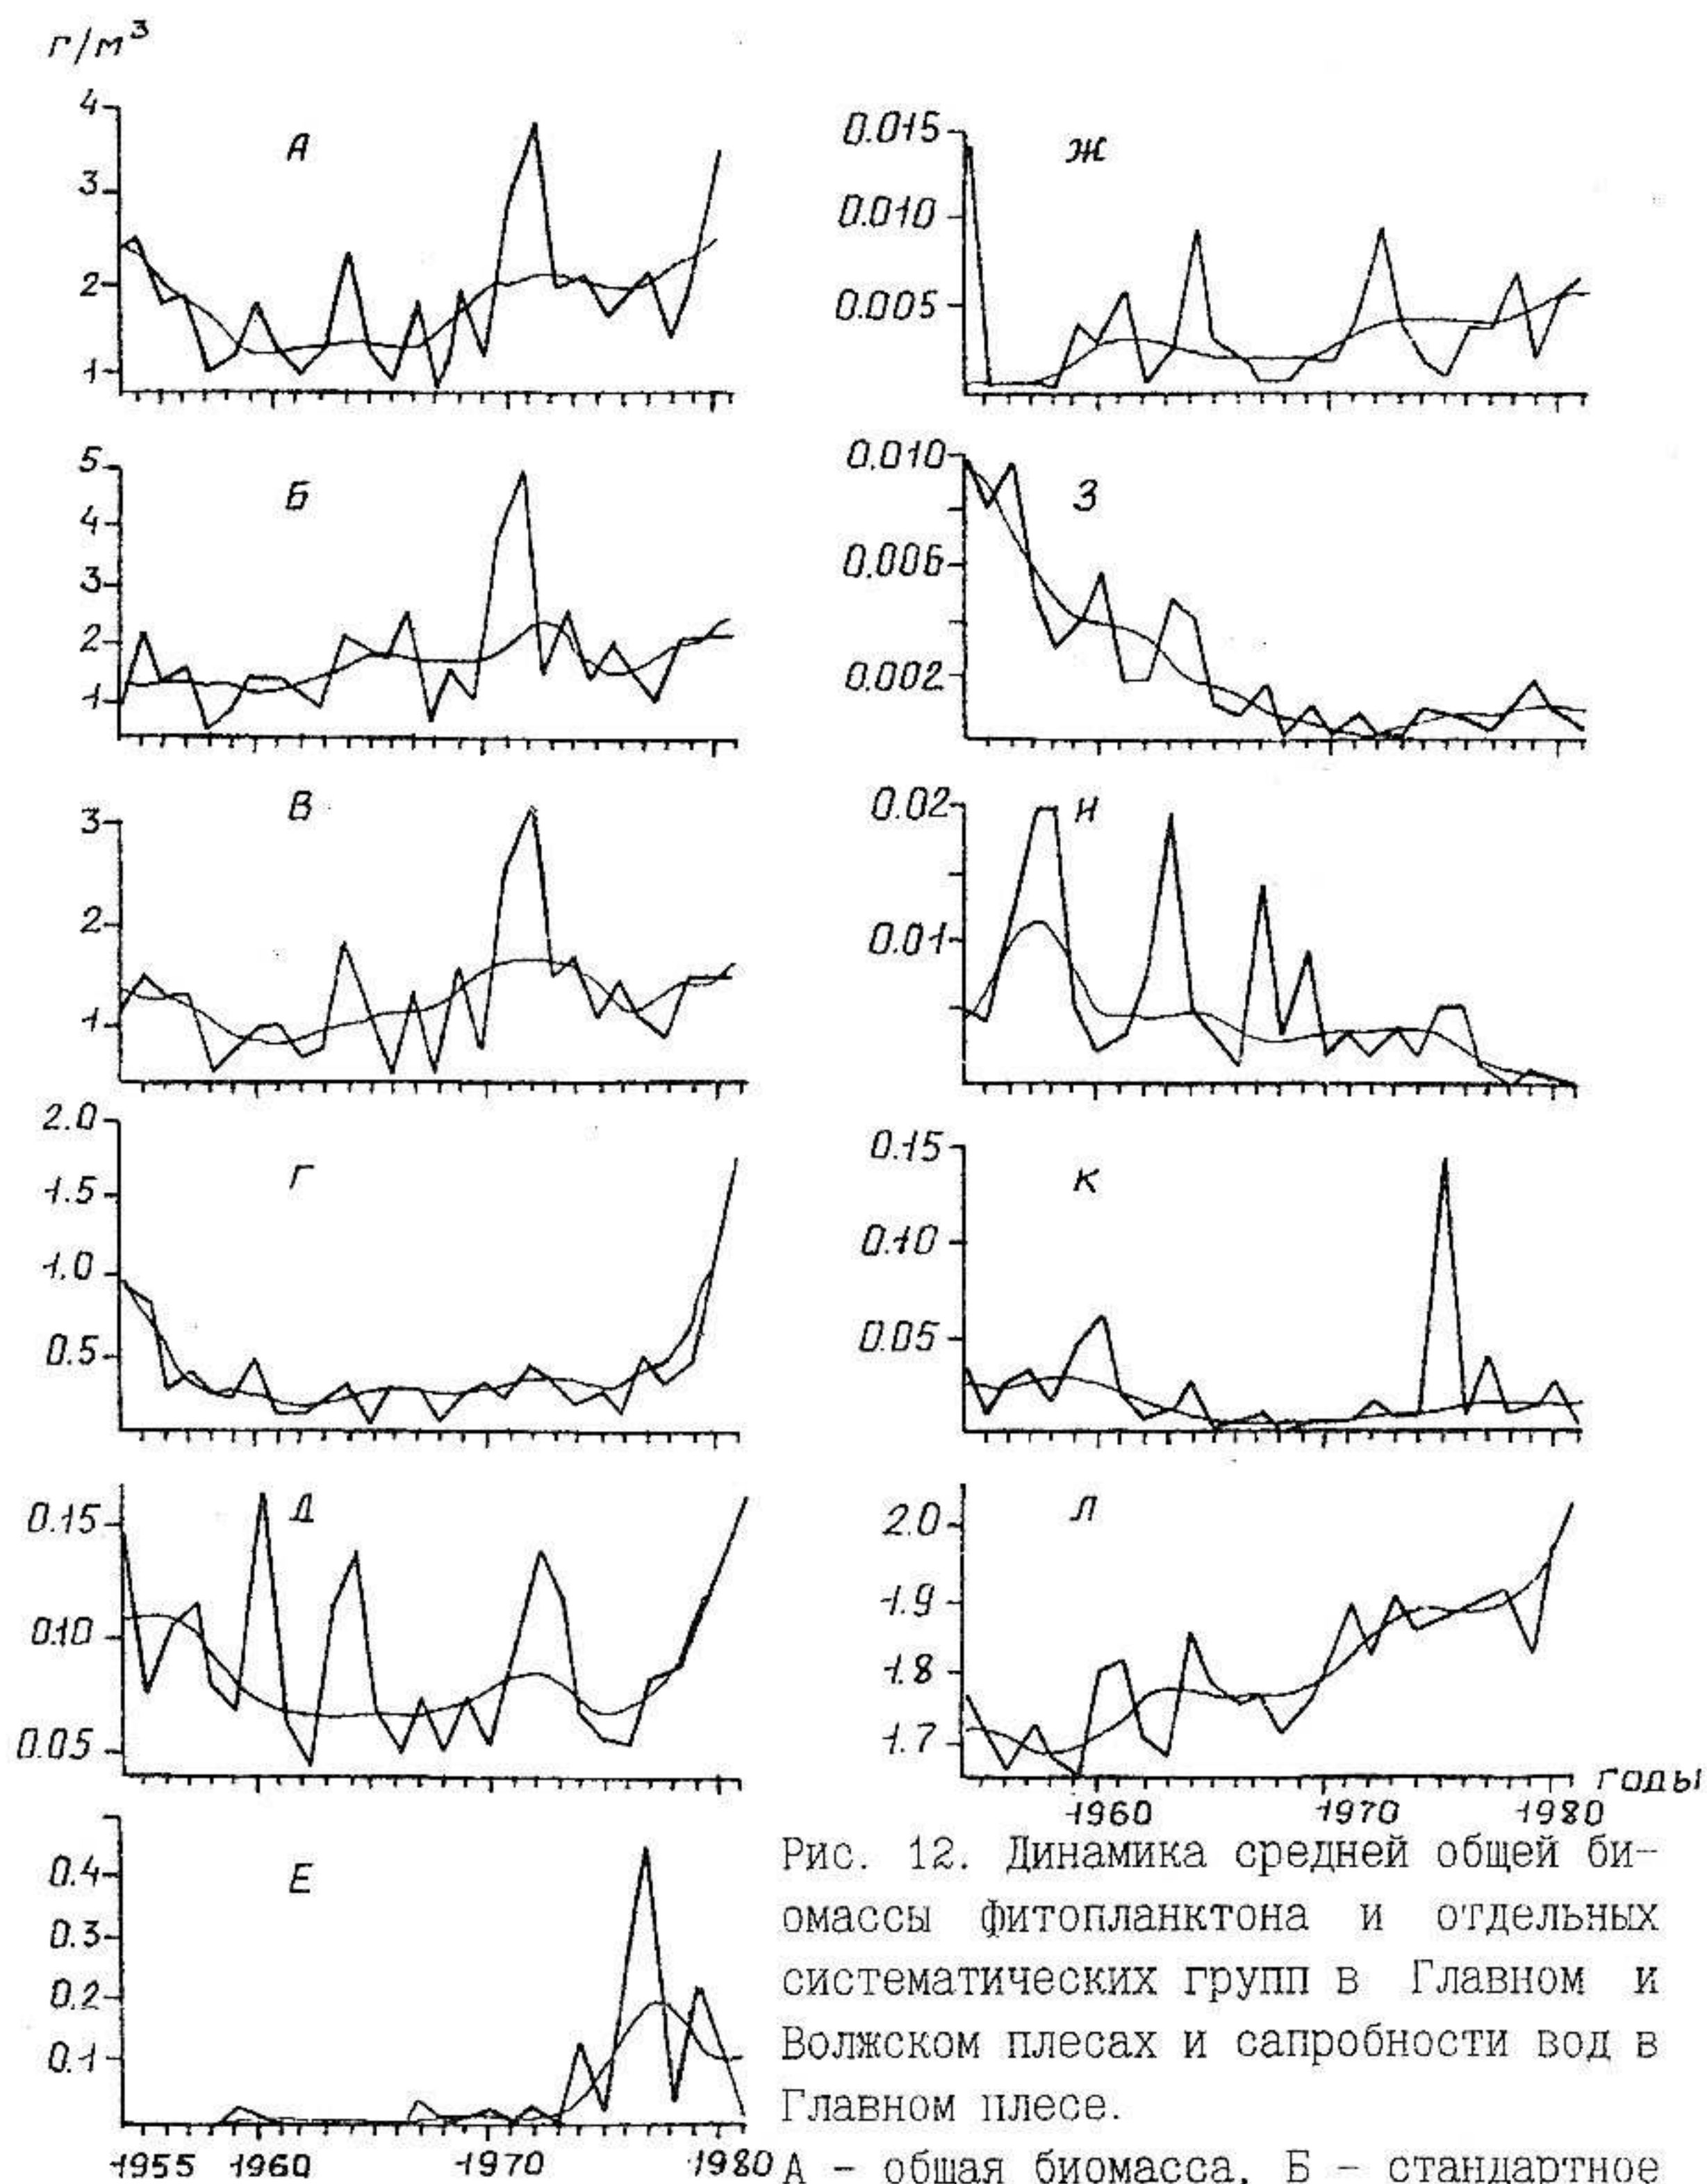 г/м³
4
3
2
1
А
5
4
3
2
1
Б
3
2
1
В
2.0
1.5
1.0
0.5
Г
0.15
0.10
0.05
Д
0.4
0.3
0.2
0.1
Е
1955 1960 1970 1980
0.015
0.010
0.005
Ж
0.010
0.006
0.002
З
0.02
0.01
И
0.15
0.10
0.05
К
2.0
1.9
1.8
1.7
Л
годы
1960 1970 1980
Рис. 12. Динамика средней общей би-
омассы фитопланктона и отдельных
систематических групп в Главном и
Волжском плесах и сапробности вод в
Главном плесе.
А - общая биомасса, Б - стандартное